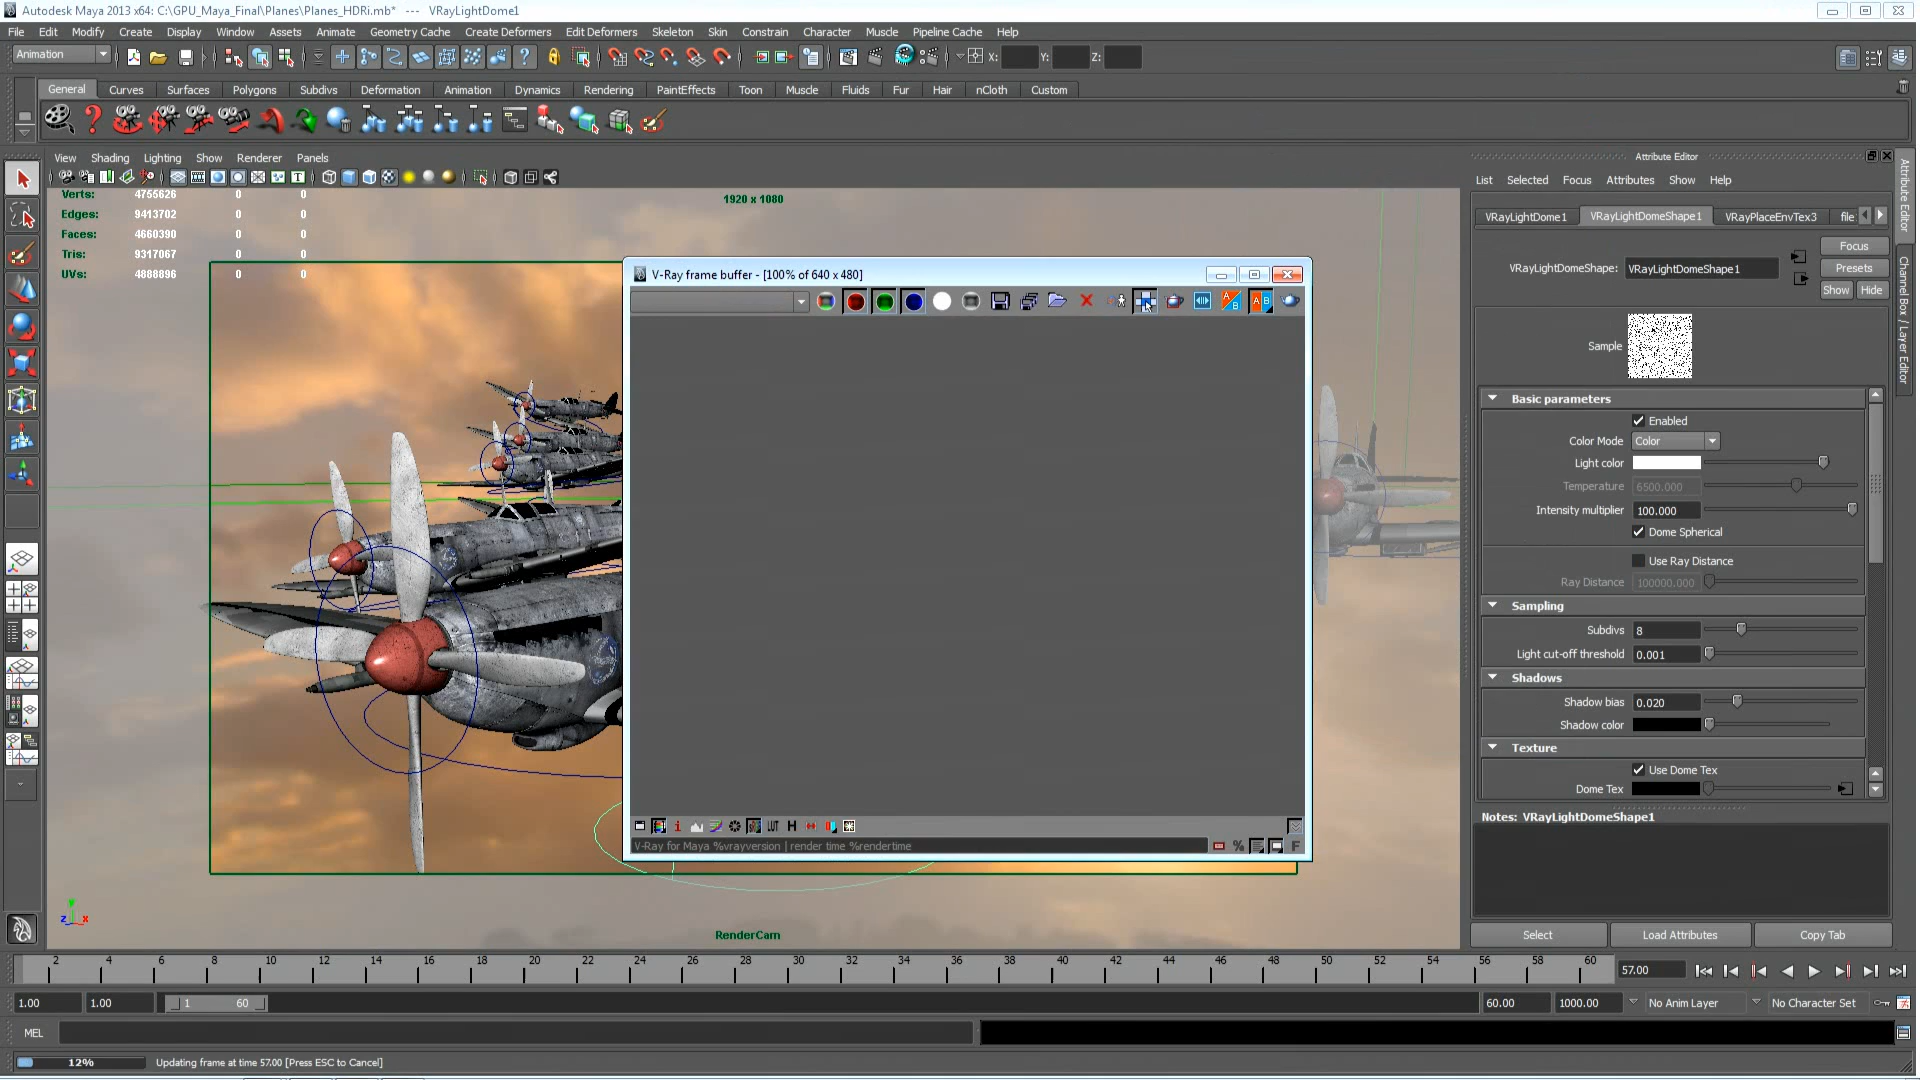 Autodesk Maya 2013 x64: C:\GPU_Maya_Final\Planes\Planes_HDRi.mb* --- VRayLightDome1
File Edit Modify Create Display Window Assets Animate Geometry Cache Create Deformers Edit Deformers Skeleton Skin Constrain Character Muscle Pipeline Cache Help
Animation X: Y: Z:
General Curves Surfaces Polygons Subdivs Deformation Animation Dynamics Rendering PaintEffects Toon Muscle Fluids Fur Hair nCloth Custom
View Shading Lighting Show Renderer Panels
Verts: 4755626 0 0
Edges: 9413702 0 0
Faces: 4660390 0 0
Tris: 9317067 0 0
UVs: 4888896 0 0
1920 x 1080
V-Ray frame buffer - [100% of 640 x 480]
LUT H
V-Ray for Maya %vrayversion | render time %rendertime
% F
RenderCam
Attribute Editor
List Selected Focus Attributes Show Help
VRayLightDome1 VRayLightDomeShape1 VRayPlaceEnvTex3 file
Focus
VRayLightDomeShape: VRayLightDomeShape1 Presets
Show Hide
Sample
Basic parameters
Enabled
Color Mode Color
Light color
Temperature 6500.000
Intensity multiplier 100.000
Dome Spherical
Use Ray Distance
Ray Distance 100000.000
Sampling
Subdivs 8
Light cut-off threshold 0.001
Shadows
Shadow bias 0.020
Shadow color
Texture
Use Dome Tex
Dome Tex
Notes: VRayLightDomeShape1
Select Load Attributes Copy Tab
Attribute Editor
Channel Box / Layer Editor
z y x
2 4 6 8 10 12 14 16 18 20 22 24 26 28 30 32 34 36 38 40 42 44 46 48 50 52 54 56 58 60 57.00
1.00 1.00 1 60 60.00 1000.00 No Anim Layer No Character Set
MEL
12% Updating frame at time 57.00 [Press ESC to Cancel]